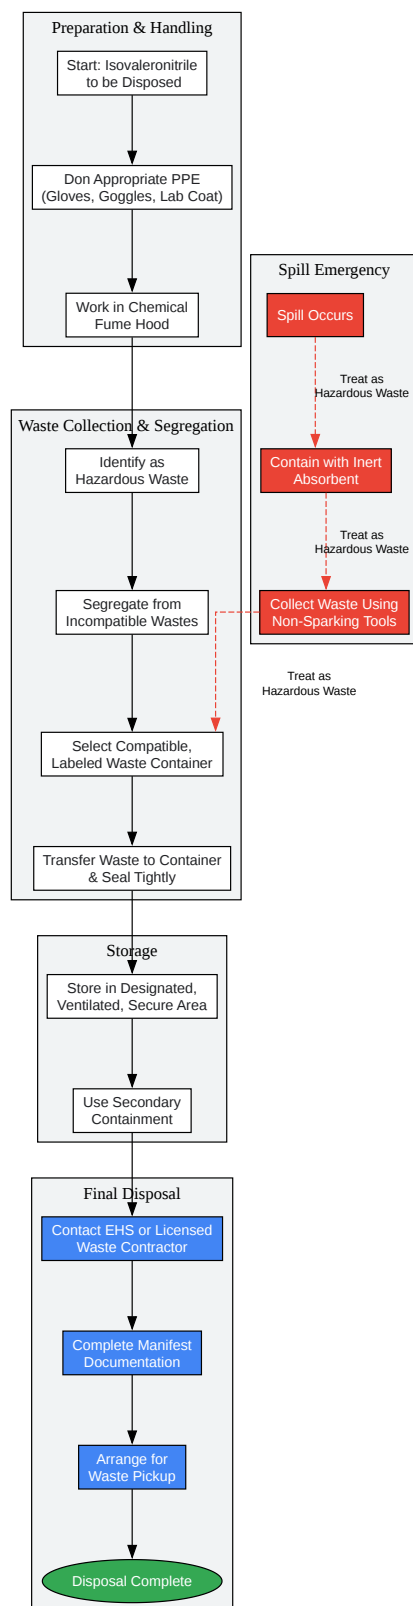 Preparation & Handling
Start: Isovaleronitrile
to be Disposed
Don Appropriate PPE
(Gloves, Goggles, Lab Coat)
Work in Chemical
Fume Hood
Spill Emergency
Spill Occurs
Treat as
Hazardous Waste
Contain with Inert
Absorbent
Treat as
Hazardous Waste
Collect Waste Using
Non-Sparking Tools
Treat as
Hazardous Waste
Waste Collection & Segregation
Identify as
Hazardous Waste
Segregate from
Incompatible Wastes
Select Compatible,
Labeled Waste Container
Transfer Waste to Container
& Seal Tightly
Storage
Store in Designated,
Ventilated, Secure Area
Use Secondary
Containment
Final Disposal
Contact EHS or Licensed
Waste Contractor
Complete Manifest
Documentation
Arrange for
Waste Pickup
Disposal Complete